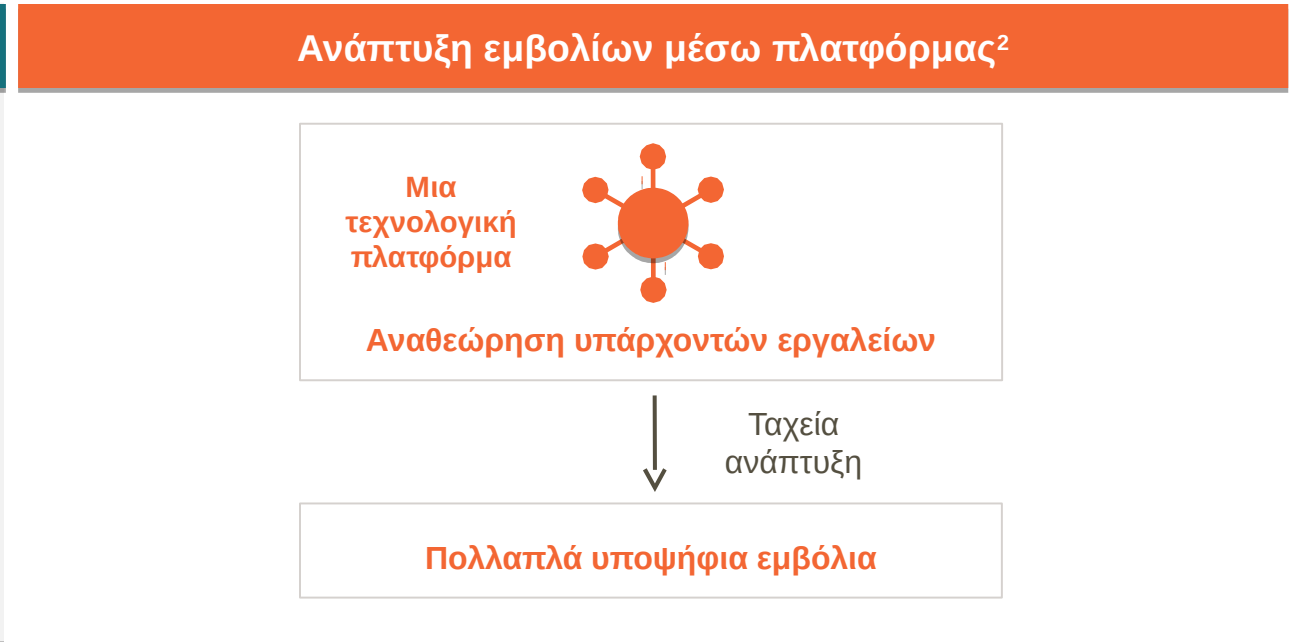 Ανάπτυξη εμβολίων μέσω πλατφόρμας²
Μια
τεχνολογική
πλατφόρμα
Αναθεώρηση υπάρχοντών εργαλείων
Ταχεία
ανάπτυξη
Πολλαπλά υποψήφια εμβόλια